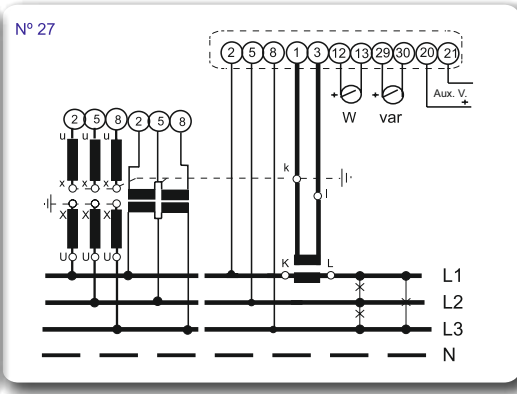 Nº 27
2 5 8 1 3 12 13 29 30 20 21
+ + Aux. V.
W var +
2 5 8 2 5 8
u u u
x x x
k
l
X X X
U U U
K L
L1
L2
L3
N